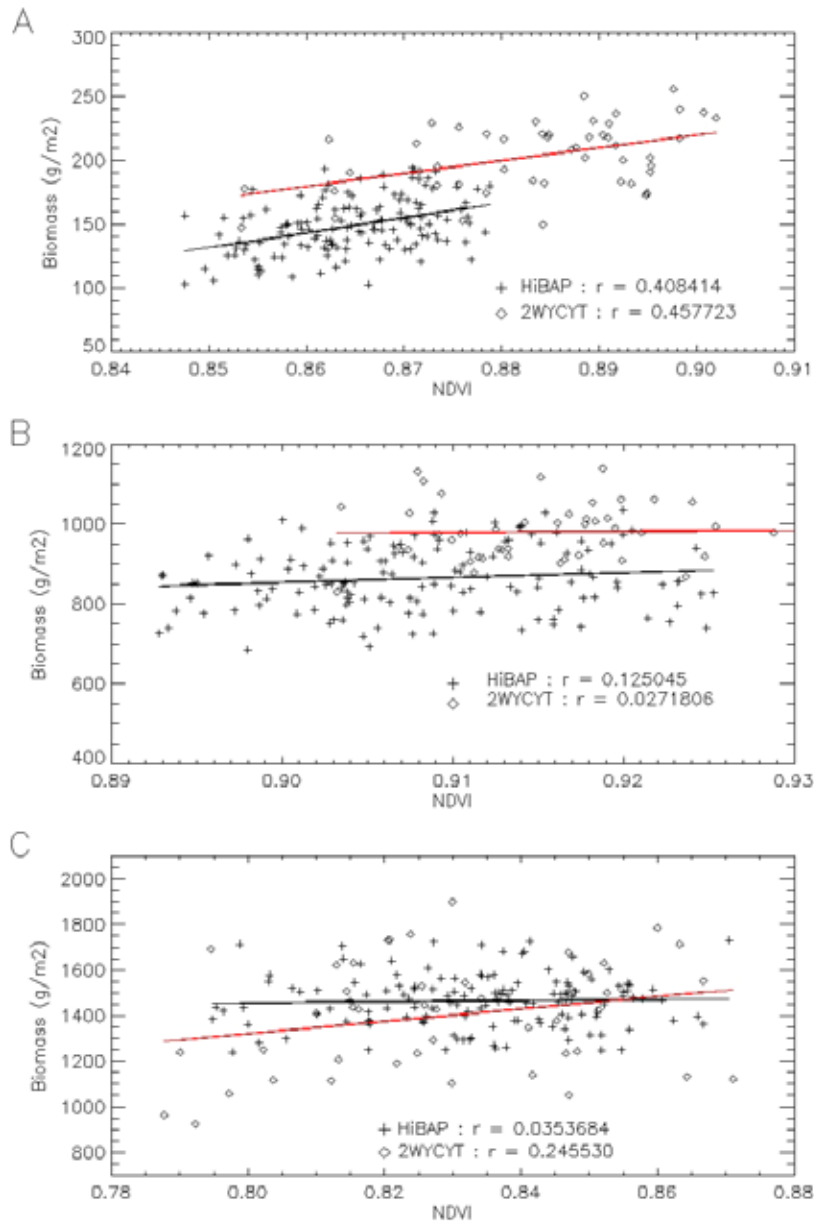 A
300
250
200
150
100
50
Biomass (g/m2)
+ HiBAP : r = 0.408414
◇ 2WYCYT : r = 0.457723
0.84 0.85 0.86 0.87 0.88 0.89 0.90 0.91
NDVI
B
1200
1000
800
600
400
Biomass (g/m2)
+ HiBAP : r = 0.125045
◇ 2WYCYT : r = 0.0271806
0.89 0.90 0.91 0.92 0.93
NDVI
C
2000
1800
1600
1400
1200
1000
800
Biomass (g/m2)
+ HiBAP : r = 0.0353684
◇ 2WYCYT : r = 0.245530
0.78 0.80 0.82 0.84 0.86 0.88
NDVI